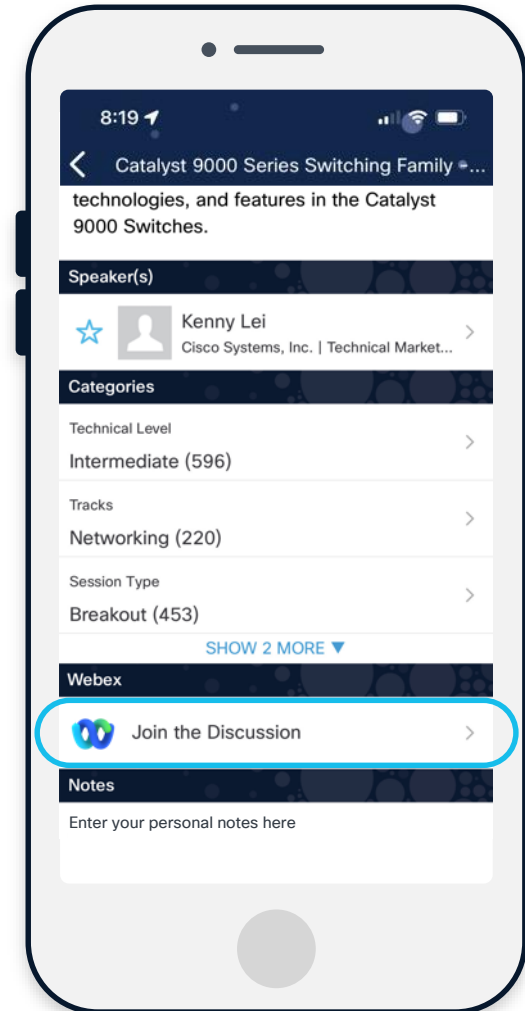 8:19
Catalyst 9000 Series Switching Family -...
technologies, and features in the Catalyst
9000 Switches.
Speaker(s)
Kenny Lei
Cisco Systems, Inc. | Technical Market...
Categories
Technical Level
Intermediate (596)
Tracks
Networking (220)
Session Type
Breakout (453)
SHOW 2 MORE ▼
Webex
Join the Discussion
Notes
Enter your personal notes here